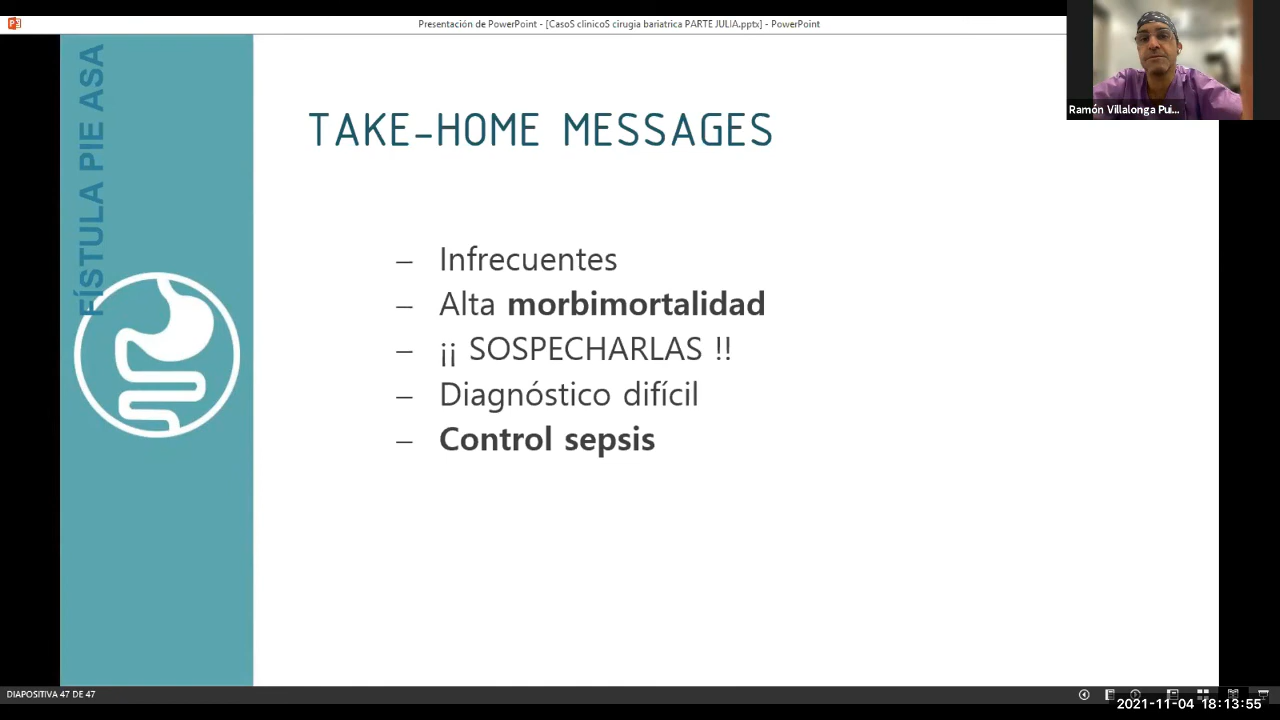 Presentación de PowerPoint - [CasoS clinicoS cirugia bariatrica PARTE JULIA.pptx] - PowerPoint
Ramón Villalonga Pui...
FÍSTULA PIE ASA
TAKE-HOME MESSAGES
– Infrecuentes
– Alta morbimortalidad
– ¡¡ SOSPECHARLAS !!
– Diagnóstico difícil
– Control sepsis
DIAPOSITIVA 47 DE 47
2021-11-04 18:13:55